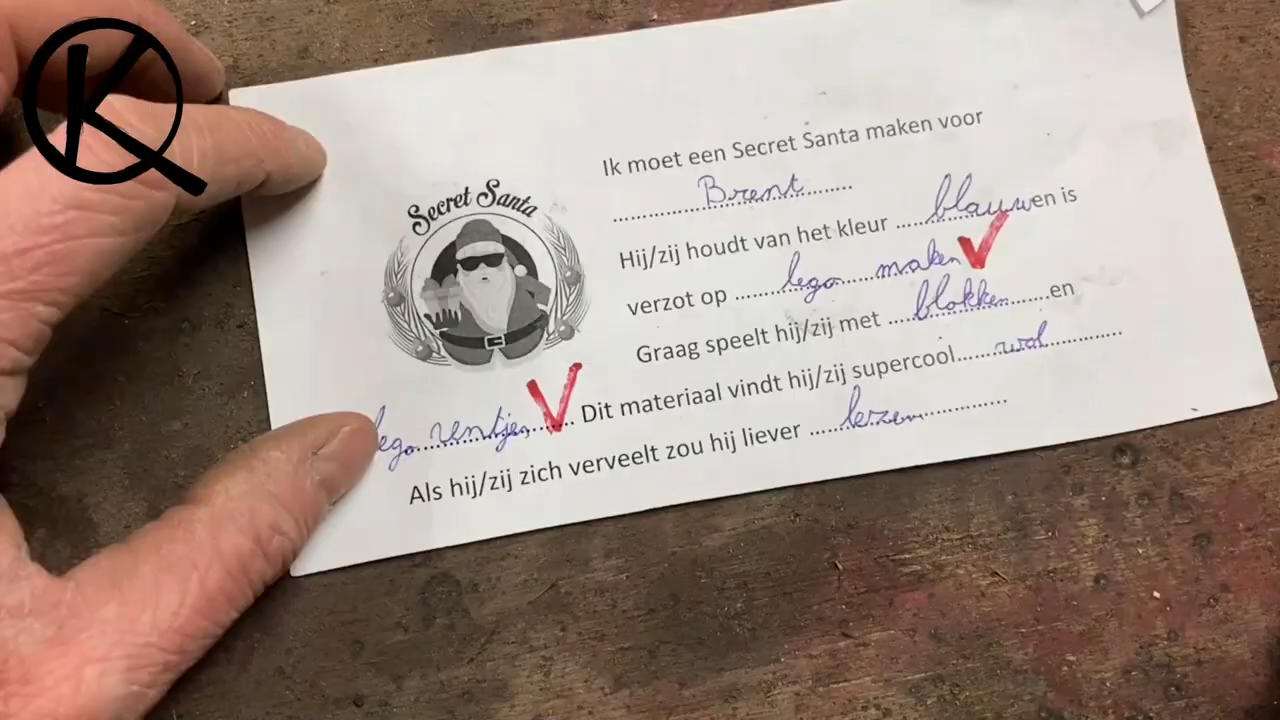 K
Secret Santa
Ik moet een Secret Santa maken voor
Brent
Hij/zij houdt van het kleur blauw en is
verzot op lego maken
Graag speelt hij/zij met blokken en
lego ventjen Dit materiaal vindt hij/zij supercool wol
Als hij/zij zich verveelt zou hij liever lezen